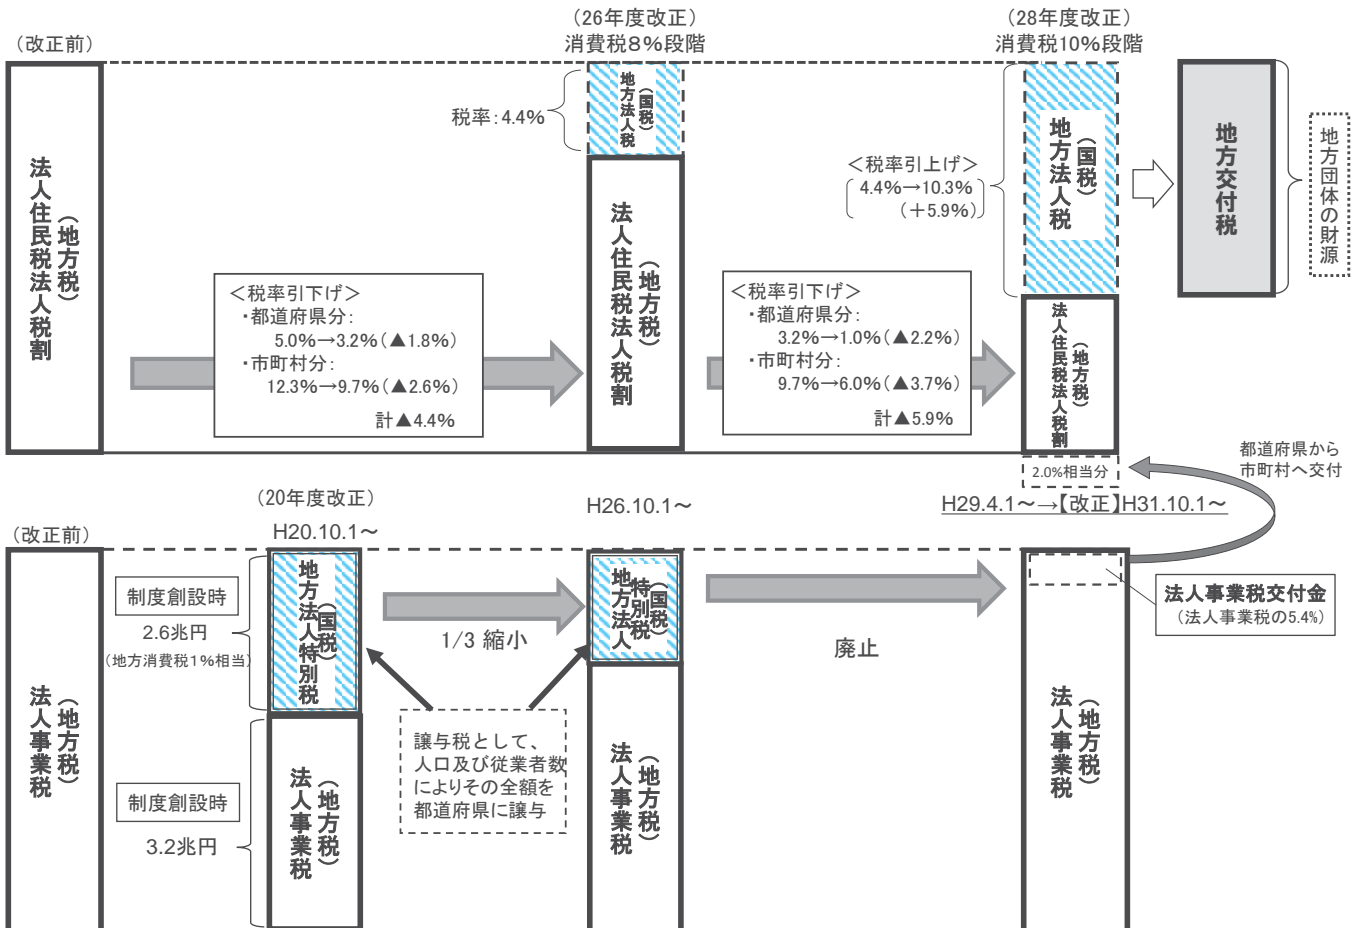 （改正前）
（26年度改正）
消費税8％段階
（28年度改正）
消費税10％段階
法人住民税法人税割
（地方税）
税率：4.4％
地方法人税
（国税）
法人住民税法人税割
（地方税）
＜税率引下げ＞
・都道府県分：
5.0％→3.2％（▲1.8％）
・市町村分：
12.3％→9.7％（▲2.6％）
計▲4.4％
＜税率引下げ＞
・都道府県分：
3.2％→1.0％（▲2.2％）
・市町村分：
9.7％→6.0％（▲3.7％）
計▲5.9％
＜税率引上げ＞
4.4％→10.3％
（＋5.9％）
地方法人税
（国税）
法人住民税法人税割
（地方税）
地方交付税
地方団体の財源
2.0％相当分
都道府県から
市町村へ交付
H29.4.1～→【改正】H31.10.1～
（改正前）
（20年度改正）
H20.10.1～
H26.10.1～
法人事業税
（地方税）
制度創設時
2.6兆円
（地方消費税1％相当）
地方法人特別税
（国税）
1/3 縮小
地方法人
特別税
（国税）
廃止
法人事業税交付金
（法人事業税の5.4％）
制度創設時
3.2兆円
法人事業税
（地方税）
譲与税として、
人口及び従業者数
によりその全額を
都道府県に譲与
法人事業税
（地方税）
法人事業税
（地方税）